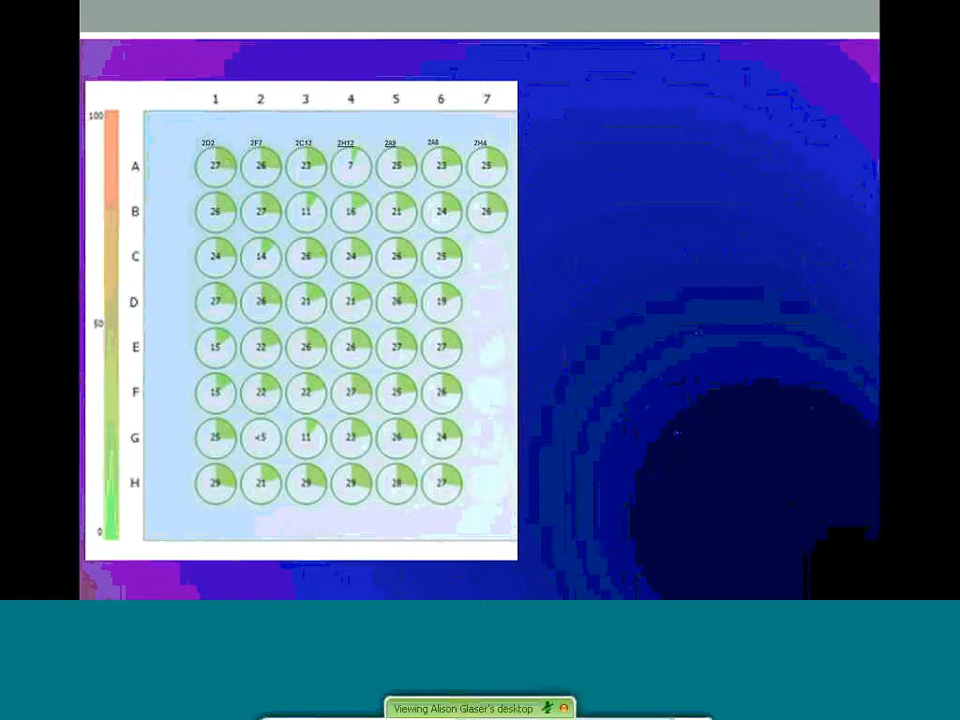 1 2 3 4 5 6 7
100
2D2 2F7 2C12 2H12 2A9 2A8 2H4
A 27 26 23 7 25 23 25
B 26 27 11 16 21 24 26
C 24 14 26 24 26 25
50
D 27 26 21 21 26 19
E 15 22 26 26 27 27
F 15 22 22 27 25 26
G 25 <5 11 23 26 24
H 29 21 29 29 28 27
0
Viewing Alison Glaser's desktop